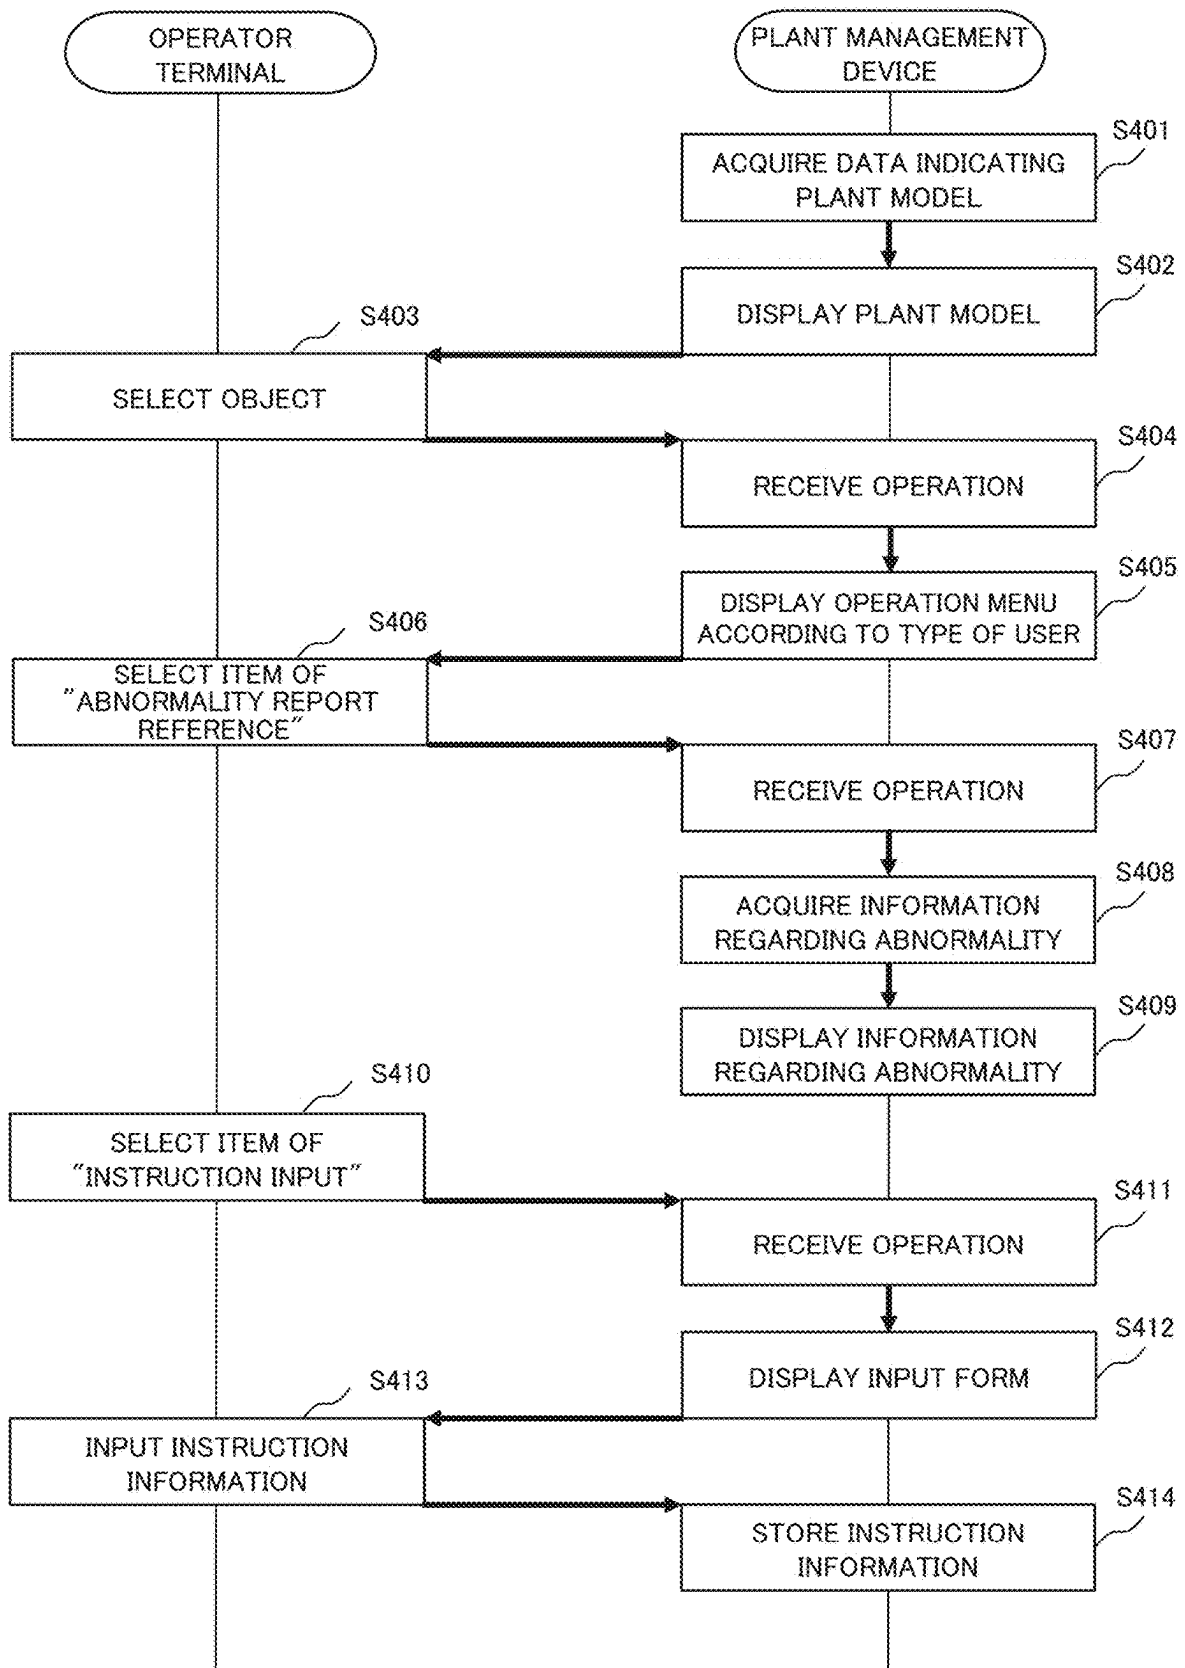 OPERATOR
TERMINAL
PLANT MANAGEMENT
DEVICE
S401
ACQUIRE DATA INDICATING
PLANT MODEL
S402
DISPLAY PLANT MODEL
S403
SELECT OBJECT
S404
RECEIVE OPERATION
S405
DISPLAY OPERATION MENU
ACCORDING TO TYPE OF USER
S406
SELECT ITEM OF
"ABNORMALITY REPORT
REFERENCE"
S407
RECEIVE OPERATION
S408
ACQUIRE INFORMATION
REGARDING ABNORMALITY
S409
DISPLAY INFORMATION
REGARDING ABNORMALITY
S410
SELECT ITEM OF
"INSTRUCTION INPUT"
S411
RECEIVE OPERATION
S412
DISPLAY INPUT FORM
S413
INPUT INSTRUCTION
INFORMATION
S414
STORE INSTRUCTION
INFORMATION